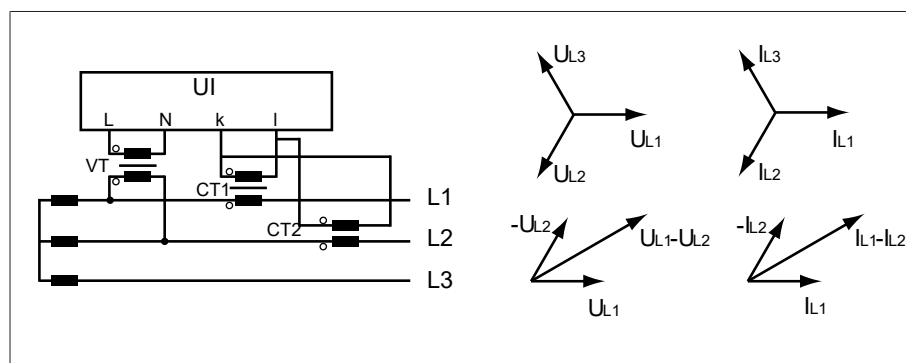 UI
L N k l
VT
CT1
CT2
L1
L2
L3
UL3
UL1
UL2
IL3
IL1
IL2
-UL2
UL1-UL2
UL1
-IL2
IL1-IL2
IL1